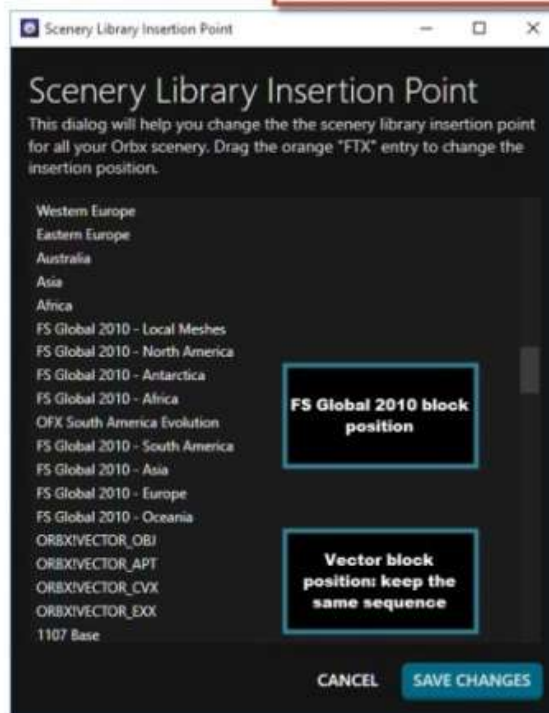 Scenery Library Insertion Point
Scenery Library Insertion Point
This dialog will help you change the the scenery library insertion point
for all your Orbx scenery. Drag the orange "FTX" entry to change the
insertion position.
Western Europe
Eastern Europe
Australia
Asia
Africa
FS Global 2010 - Local Meshes
FS Global 2010 - North America
FS Global 2010 - Antarctica
FS Global 2010 - Africa
OFX South America Evolution
FS Global 2010 - South America
FS Global 2010 - Asia
FS Global 2010 - Europe
FS Global 2010 - Oceania
ORBX!VECTOR_OBJ
ORBX!VECTOR_APT
ORBX!VECTOR_CVX
ORBX!VECTOR_EXX
1107 Base
FS Global 2010 block
position
Vector block
position: keep the
same sequence
CANCEL
SAVE CHANGES